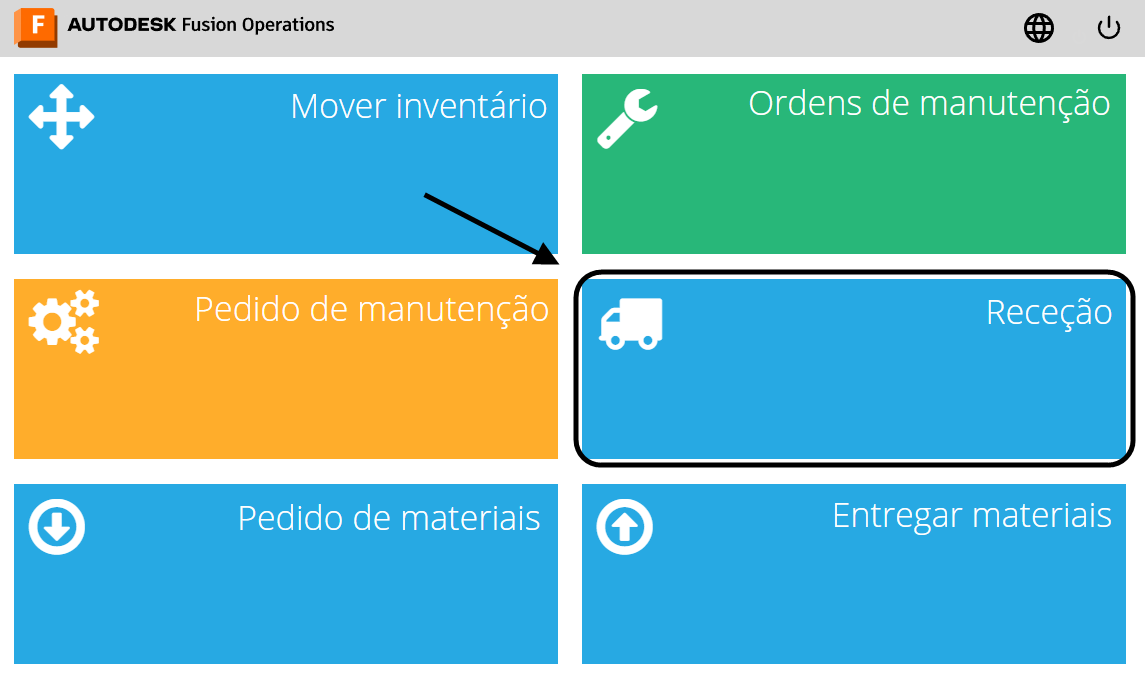 F AUTODESK Fusion Operations
Mover inventário
Ordens de manutenção
Pedido de manutenção
Receção
Pedido de materiais
Entregar materiais